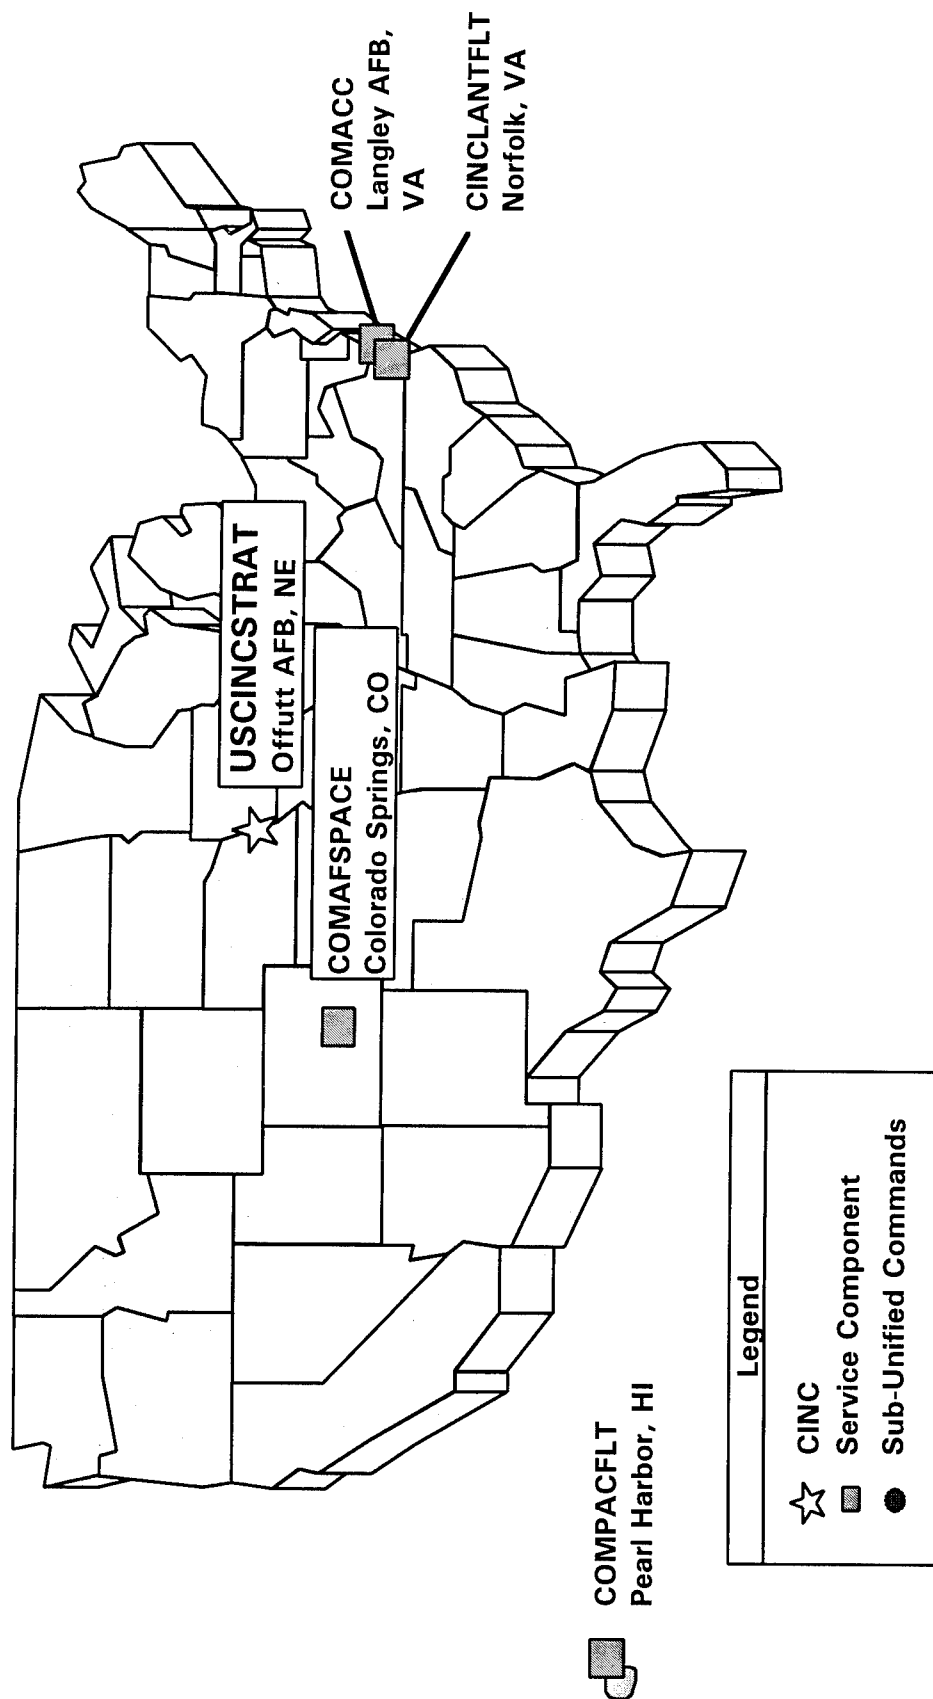 USCINCSTRAT
Offutt AFB, NE
COMACC
Langley AFB,
VA
COMAFSPACE
Colorado Springs, CO
CINCLANTFLT
Norfolk, VA
COMPACFLT
Pearl Harbor, HI
Legend
CINC
Service Component
Sub-Unified Commands